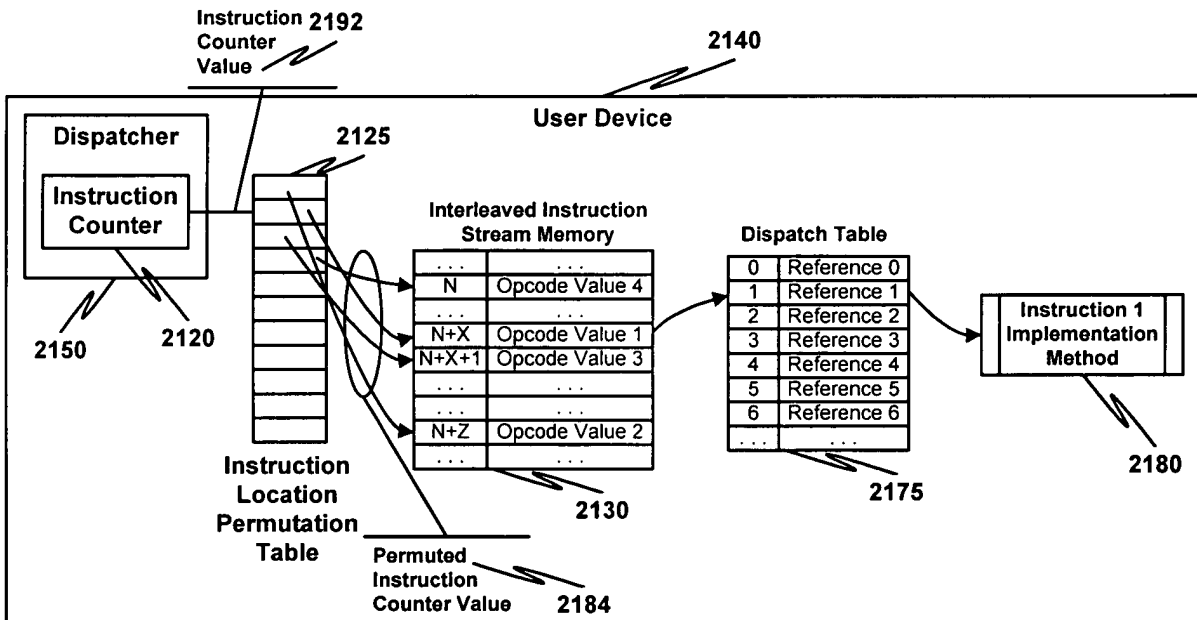 Instruction
Counter
Value
2192
2140
User Device
Dispatcher
Instruction
Counter
2150
2120
2125
Instruction
Location
Permutation
Table
Interleaved Instruction
Stream Memory
. . . . . .
N Opcode Value 4
. . . . . .
N+X Opcode Value 1
N+X+1 Opcode Value 3
. . . . . .
. . . . . .
N+Z Opcode Value 2
. . . . . .
2130
Permuted
Instruction
Counter Value
2184
Dispatch Table
0 Reference 0
1 Reference 1
2 Reference 2
3 Reference 3
4 Reference 4
5 Reference 5
6 Reference 6
. . . . . .
2175
Instruction 1
Implementation
Method
2180